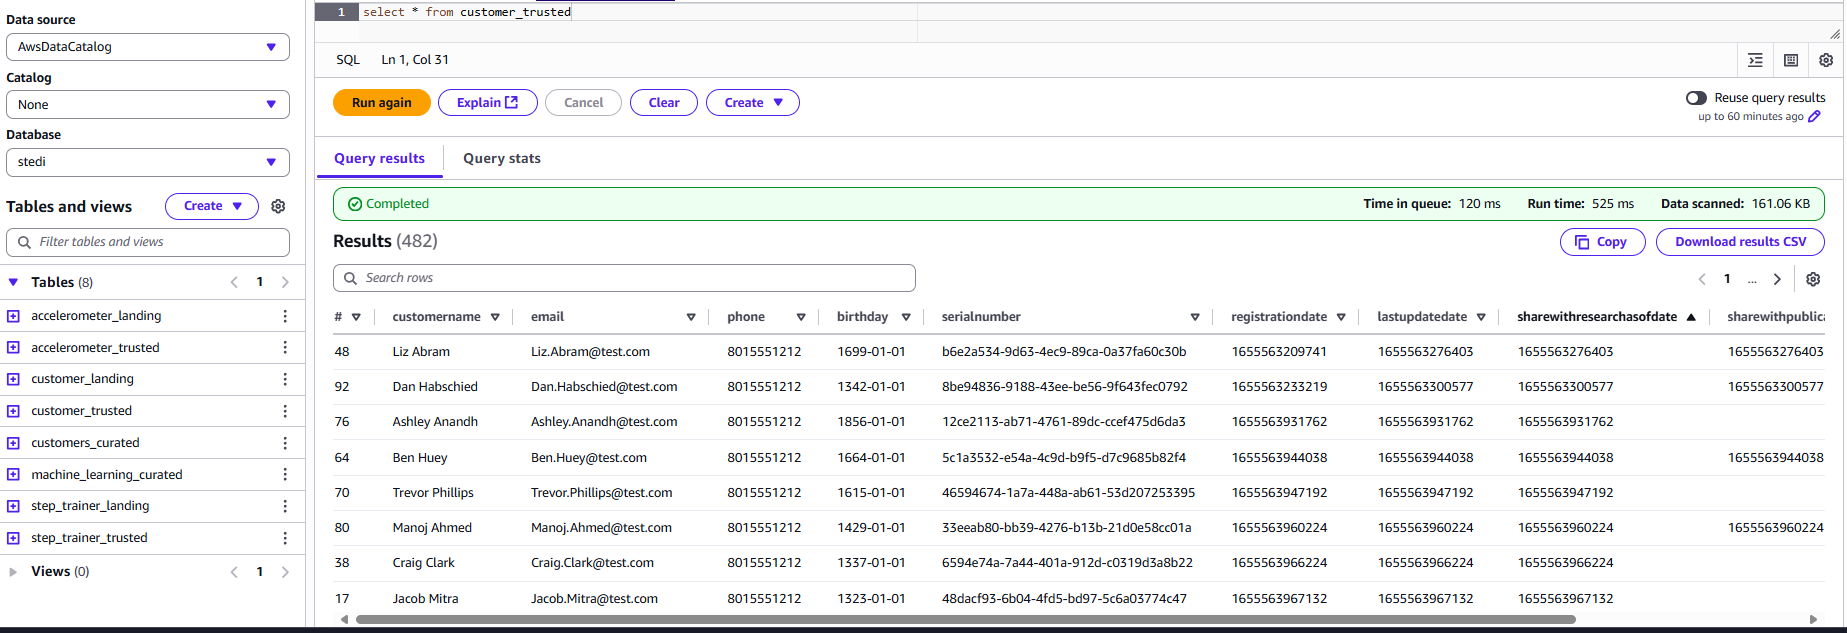 Data source
AwsDataCatalog
Catalog
None
Database
stedi
Tables and views
Create
Filter tables and views
Tables (8)
1
accelerometer_landing
accelerometer_trusted
customer_landing
customer_trusted
customers_curated
machine_learning_curated
step_trainer_landing
step_trainer_trusted
Views (0)
1
1 select * from customer_trusted
SQL Ln 1, Col 31
Run again Explain Cancel Clear Create
Reuse query results
up to 60 minutes ago
Query results Query stats
Completed Time in queue: 120 ms Run time: 525 ms Data scanned: 161.06 KB
Results (482) Copy Download results CSV
Search rows 1 ...
# customername email phone birthday serialnumber registrationdate lastupdatedate sharewithresearchasofdate sharewithpublica
48 Liz Abram Liz.Abram@test.com 8015551212 1699-01-01 b6e2a534-9d63-4ec9-89ca-0a37fa60c30b 1655563209741 1655563276403 1655563276403 1655563276403
92 Dan Habschied Dan.Habschied@test.com 8015551212 1342-01-01 8be94836-9188-43ee-be56-9f643fec0792 1655563233219 1655563300577 1655563300577 1655563300577
76 Ashley Anandh Ashley.Anandh@test.com 8015551212 1856-01-01 12ce2113-ab71-4761-89dc-ccef475d6da3 1655563931762 1655563931762 1655563931762
64 Ben Huey Ben.Huey@test.com 8015551212 1664-01-01 5c1a3532-e54a-4c9d-b9f5-d7c9685b82f4 1655563944038 1655563944038 1655563944038 1655563944038
70 Trevor Phillips Trevor.Phillips@test.com 8015551212 1615-01-01 46594674-1a7a-448a-ab61-53d207253395 1655563947192 1655563947192 1655563947192
80 Manoj Ahmed Manoj.Ahmed@test.com 8015551212 1429-01-01 33eeab80-bb39-4276-b13b-21d0e58cc01a 1655563960224 1655563960224 1655563960224 1655563960224
38 Craig Clark Craig.Clark@test.com 8015551212 1337-01-01 6594e74a-7a44-401a-912d-c0319d3a8b22 1655563966224 1655563966224 1655563966224
17 Jacob Mitra Jacob.Mitra@test.com 8015551212 1323-01-01 48dacf93-6b04-4fd5-bd97-5c6a03774c47 1655563967132 1655563967132 1655563967132